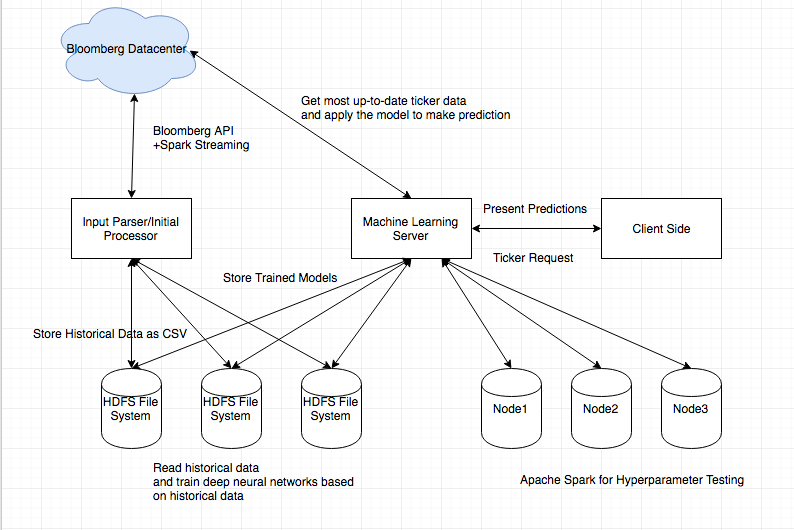 Bloomberg Datacenter
Get most up-to-date ticker data
and apply the model to make prediction
Bloomberg API
+Spark Streaming
Input Parser/Initial
Processor
Machine Learning
Server
Present Predictions
Client Side
Ticker Request
Store Trained Models
Store Historical Data as CSV
HDFS File
System
HDFS File
System
HDFS File
System
Node1
Node2
Node3
Read historical data
and train deep neural networks based
on historical data
Apache Spark for Hyperparameter Testing